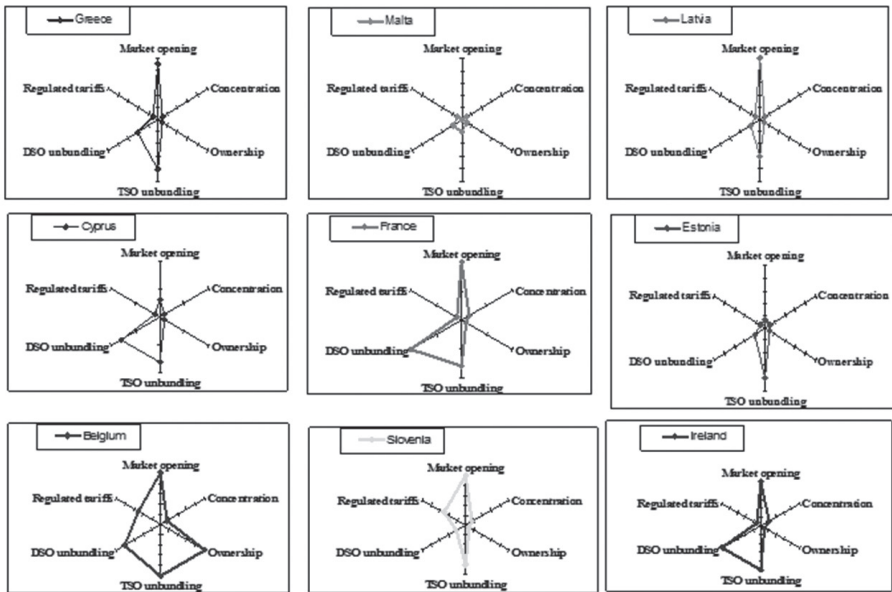 Greece
Market opening
Regulated tariffs
Concentration
DSO unbundling
Ownership
TSO unbundling
Malta
Market opening
Regulated tariffs
Concentration
DSO unbundling
Ownership
TSO unbundling
Latvia
Market opening
Regulated tariffs
Concentration
DSO unbundling
Ownership
TSO unbundling
Cyprus
Market opening
Regulated tariffs
Concentration
DSO unbundling
Ownership
TSO unbundling
France
Market opening
Regulated tariffs
Concentration
DSO unbundling
Ownership
TSO unbundling
Estonia
Market opening
Regulated tariffs
Concentration
DSO unbundling
Ownership
TSO unbundling
Belgium
Market opening
Regulated tariffs
Concentration
DSO unbundling
Ownership
TSO unbundling
Slovenia
Market opening
Regulated tariffs
Concentration
DSO unbundling
Ownership
TSO unbundling
Ireland
Market opening
Regulated tariffs
Concentration
DSO unbundling
Ownership
TSO unbundling